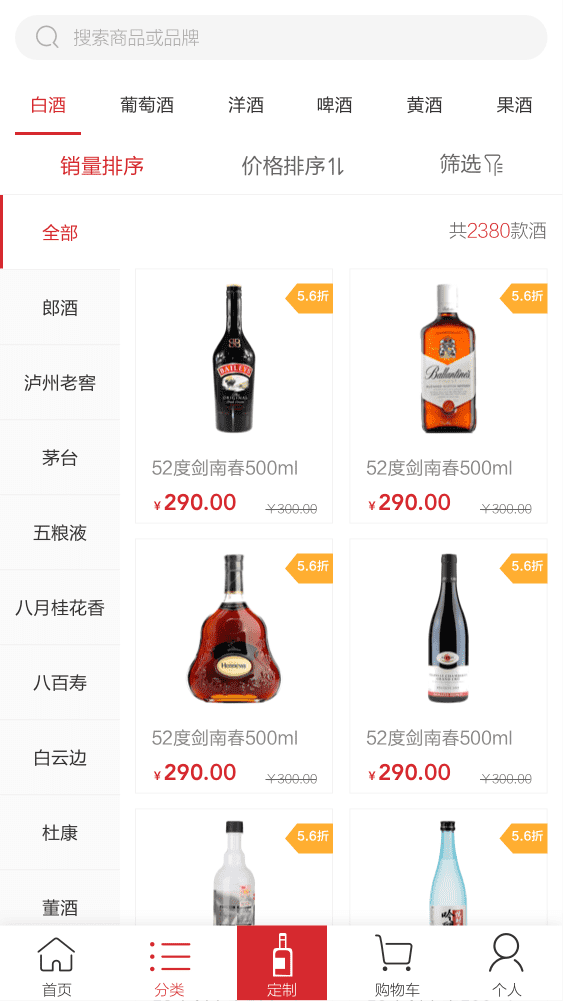 搜索商品或品牌
白酒 葡萄酒 洋酒 啤酒 黄酒 果酒
销量排序 价格排序 筛选
全部
共2380款酒
郎酒
泸州老窖
茅台
五粮液
八月桂花香
八百寿
白云边
杜康
董酒
5.6折
BAILEYS
ORIGINAL
52度剑南春500ml
¥290.00 ¥300.00
5.6折
Ballantine's
52度剑南春500ml
¥290.00 ¥300.00
5.6折
Hennessy
52度剑南春500ml
¥290.00 ¥300.00
5.6折
52度剑南春500ml
¥290.00 ¥300.00
5.6折
5.6折
首页 分类 定制 购物车 个人